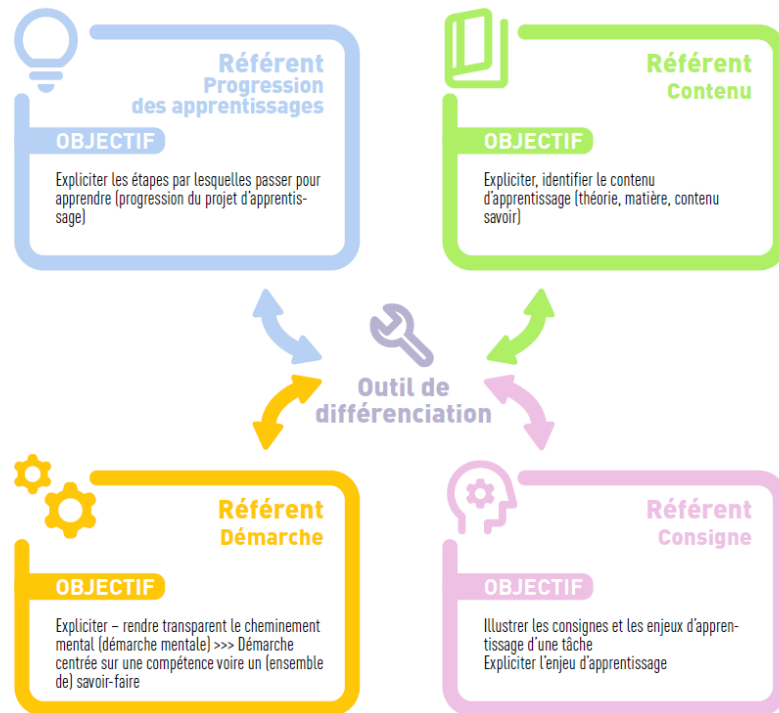 Référent
Progression
des apprentissages
OBJECTIF
Expliciter les étapes par lesquelles passer pour
apprendre (progression du projet d'apprentis-
sage)
Référent
Contenu
OBJECTIF
Expliciter, identifier le contenu
d'apprentissage (théorie, matière, contenu
savoir)
Outil de
différenciation
Référent
Démarche
OBJECTIF
Expliciter – rendre transparent le cheminement
mental (démarche mentale) >>> Démarche
centrée sur une compétence voire un (ensemble
de) savoir-faire
Référent
Consigne
OBJECTIF
Illustrer les consignes et les enjeux d'appren-
tissage d'une tâche
Expliciter l'enjeu d'apprentissage